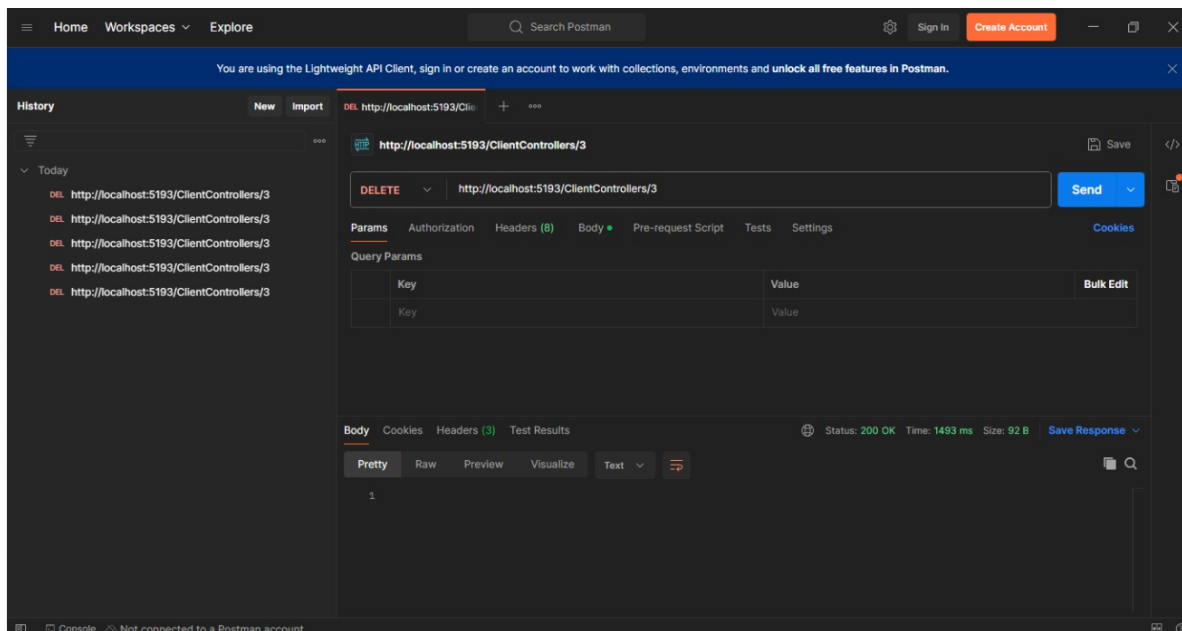 Home Workspaces Explore Search Postman Sign In Create Account
You are using the Lightweight API Client, sign in or create an account to work with collections, environments and unlock all free features in Postman.
History New Import
Today
DEL http://localhost:5193/ClientControllers/3
DEL http://localhost:5193/ClientControllers/3
DEL http://localhost:5193/ClientControllers/3
DEL http://localhost:5193/ClientControllers/3
DEL http://localhost:5193/ClientControllers/3
DEL http://localhost:5193/Clie
HTTP http://localhost:5193/ClientControllers/3 Save
DELETE http://localhost:5193/ClientControllers/3 Send
Params Authorization Headers (8) Body Pre-request Script Tests Settings Cookies
Query Params
Key Value Bulk Edit
Key Value
Body Cookies Headers (3) Test Results Status: 200 OK Time: 1493 ms Size: 92 B Save Response
Pretty Raw Preview Visualize Text
1
Console Not connected to a Postman account